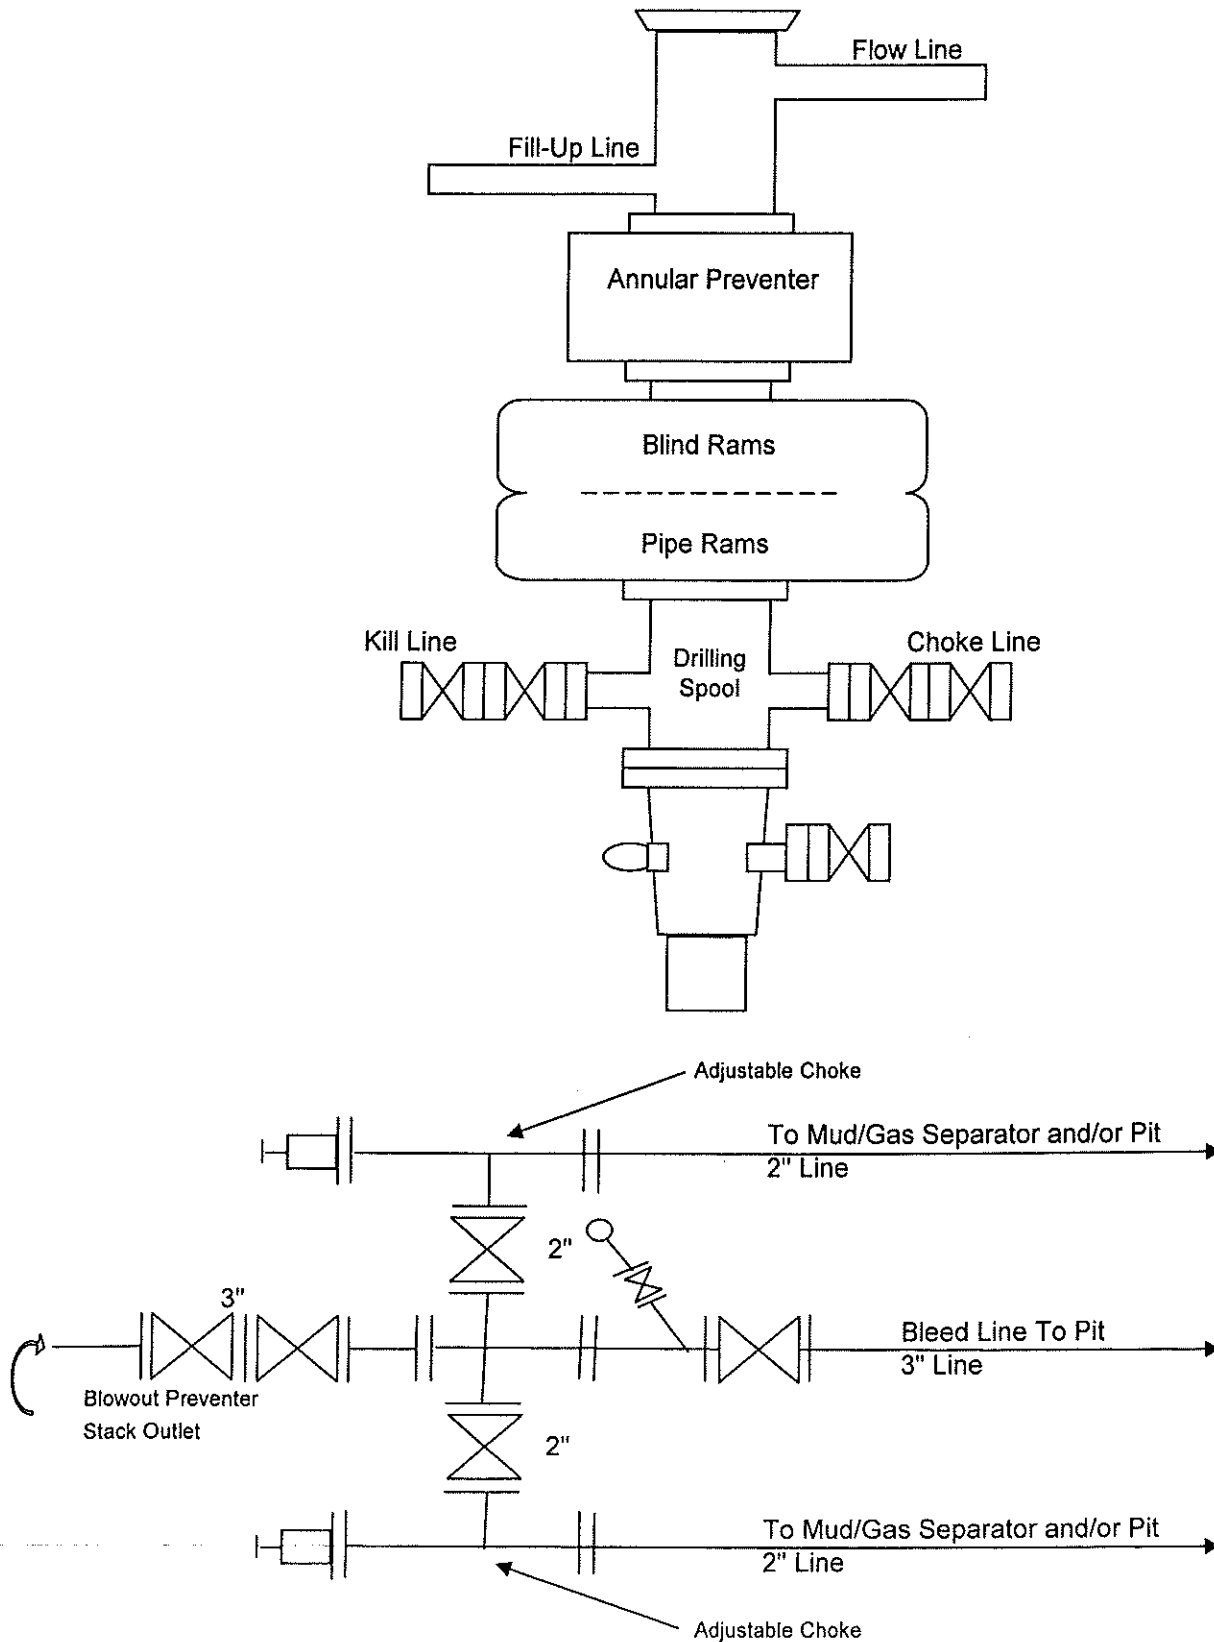 Flow Line
Fill-Up Line
Annular Preventer
Blind Rams
Pipe Rams
Kill Line
Choke Line
Drilling
Spool
Adjustable Choke
To Mud/Gas Separator and/or Pit
2" Line
2"
3"
Bleed Line To Pit
3" Line
Blowout Preventer
Stack Outlet
2"
To Mud/Gas Separator and/or Pit
2" Line
Adjustable Choke